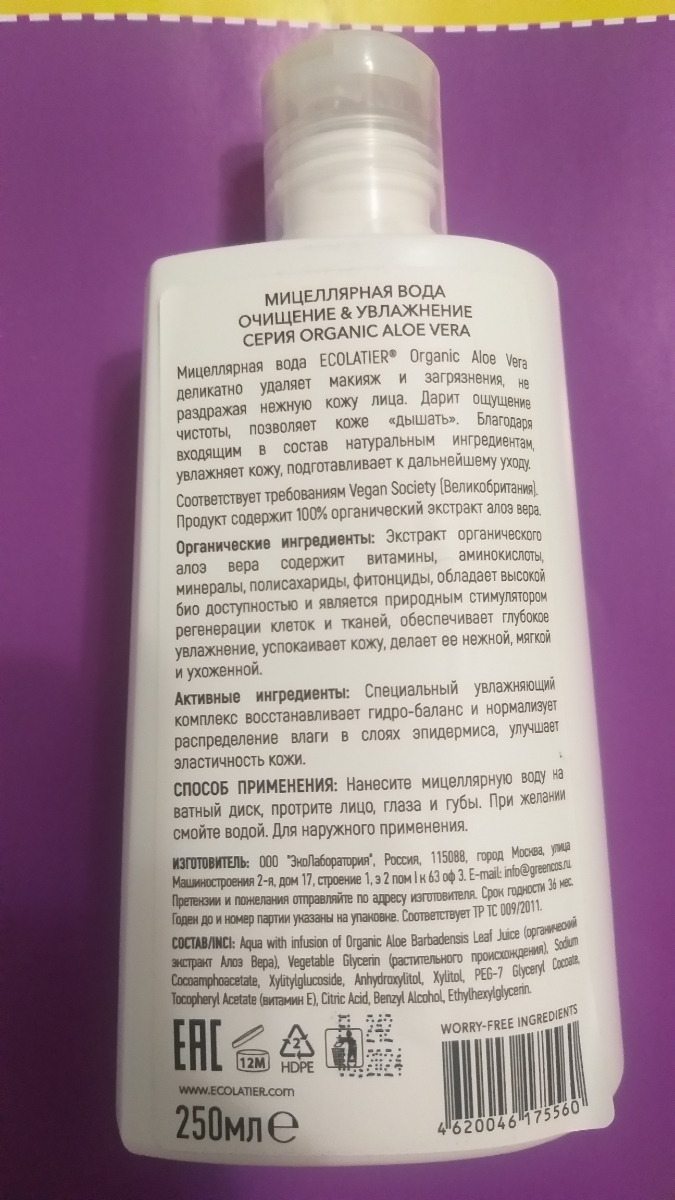 МИЦЕЛЛЯРНАЯ ВОДА
ОЧИЩЕНИЕ & УВЛАЖНЕНИЕ
СЕРИЯ ORGANIC ALOE VERA
Мицеллярная вода ECOLATIER® Organic Aloe Vera
деликатно удаляет макияж и загрязнения, не
раздражая нежную кожу лица. Дарит ощущение
чистоты, позволяет коже «дышать». Благодаря
входящим в состав натуральным ингредиентам,
увлажняет кожу, подготавливает к дальнейшему уходу.
Соответствует требованиям Vegan Society (Великобритания).
Продукт содержит 100% органический экстракт алоэ вера.
Органические ингредиенты: Экстракт органического
алоэ вера содержит витамины, аминокислоты,
минералы, полисахариды, фитонциды, обладает высокой
био доступностью и является природным стимулятором
регенерации клеток и тканей, обеспечивает глубокое
увлажнение, успокаивает кожу, делает ее нежной, мягкой
и ухоженной.
Активные ингредиенты: Специальный увлажняющий
комплекс восстанавливает гидро-баланс и нормализует
распределение влаги в слоях эпидермиса, улучшает
эластичность кожи.
СПОСОБ ПРИМЕНЕНИЯ: Нанесите мицеллярную воду на
ватный диск, протрите лицо, глаза и губы. При желании
смойте водой. Для наружного применения.
ИЗГОТОВИТЕЛЬ: ООО "ЭкоЛаборатория", Россия, 115088, город Москва, улица
Машиностроения 2-я, дом 17, строение 1, э 2 пом I к 63 оф 3. E-mail: info@greencos.ru
Претензии и пожелания отправляйте по адресу изготовителя. Срок годности 36 мес.
Годен до и номер партии указаны на упаковке. Соответствует ТР ТС 009/2011.
СОСТАВ/INCI: Aqua with infusion of Organic Aloe Barbadensis Leaf Juice (органический
экстракт Алоэ Вера), Vegetable Glycerin (растительного происхождения), Sodium
Cocoamphoacetate, Xylitylglucoside, Anhydroxylitol, Xylitol, PEG-7 Glyceryl Cocoate,
Tocopheryl Acetate (витамин Е), Citric Acid, Benzyl Alcohol, Ethylhexylglycerin.
WORRY-FREE INGREDIENTS
EAC 12M 2 HDPE
WWW.ECOLATIER.COM
250мл e
4 620046 175560